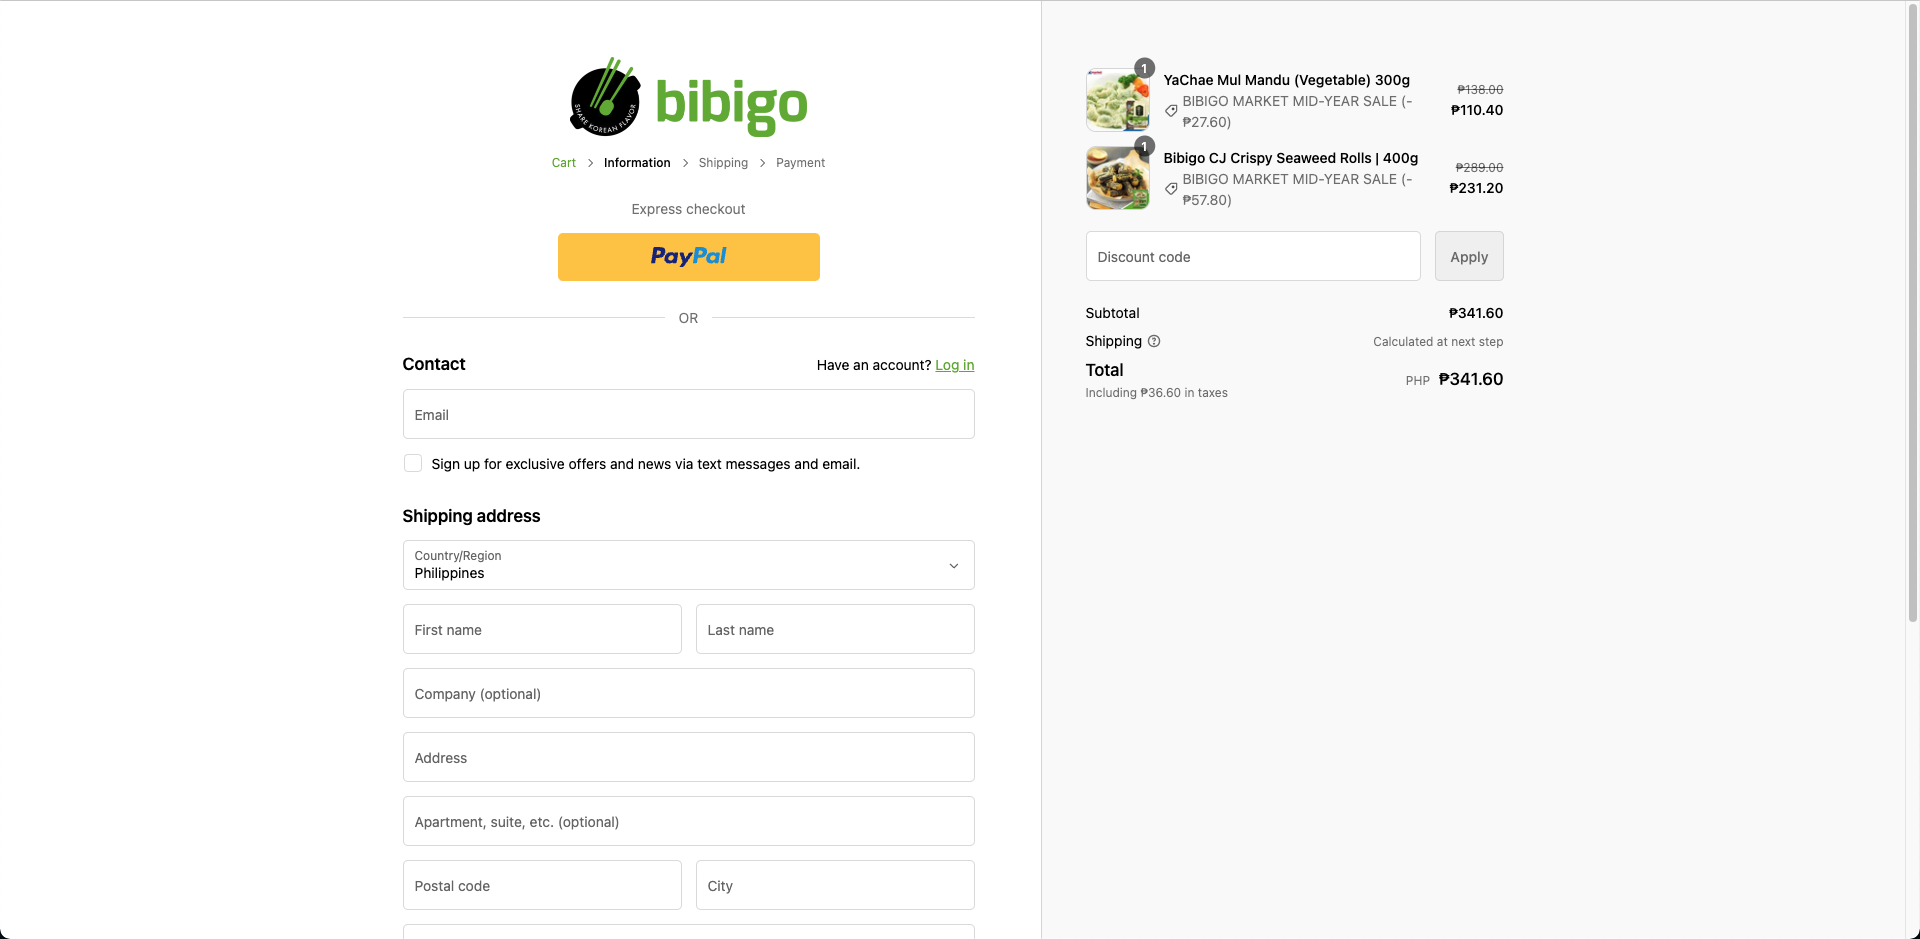 SHARE KOREAN FLAVOR
bibigo
Cart > Information > Shipping > Payment
Express checkout
PayPal
OR
Contact
Have an account? Log in
Email
Sign up for exclusive offers and news via text messages and email.
Shipping address
Country/Region
Philippines
First name
Last name
Company (optional)
Address
Apartment, suite, etc. (optional)
Postal code
City
1
YaChae Mul Mandu (Vegetable) 300g
BIBIGO MARKET MID-YEAR SALE (-
₱27.60)
₱138.00
₱110.40
1
Bibigo CJ Crispy Seaweed Rolls | 400g
BIBIGO MARKET MID-YEAR SALE (-
₱57.80)
₱289.00
₱231.20
Discount code
Apply
Subtotal
₱341.60
Shipping
Calculated at next step
Total
Including ₱36.60 in taxes
PHP ₱341.60